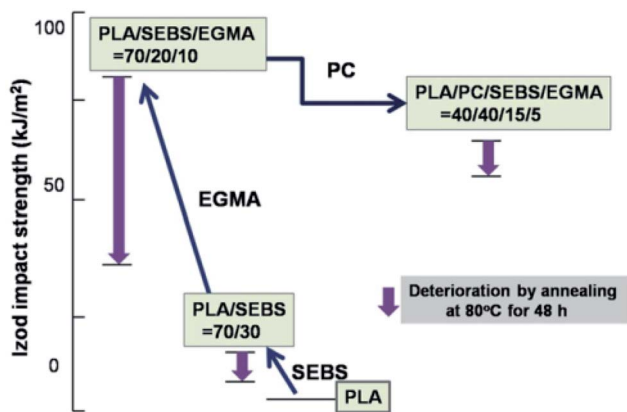 100
PLA/SEBS/EGMA
=70/20/10
PC
PLA/PC/SEBS/EGMA
=40/40/15/5
Izod impact strength (kJ/m²)
50
EGMA
PLA/SEBS
=70/30
Deterioration by annealing
at 80ºC for 48 h
0
SEBS
PLA